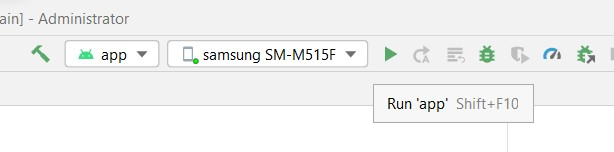 ain] - Administrator
app samsung SM-M515F
Run 'app' Shift+F10